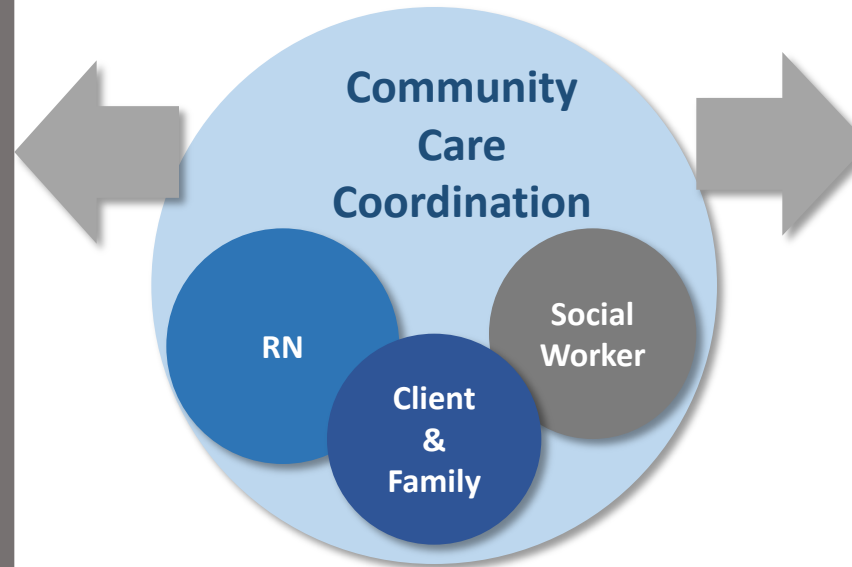 Community
Care
Coordination
RN
Social
Worker
Client
&
Family